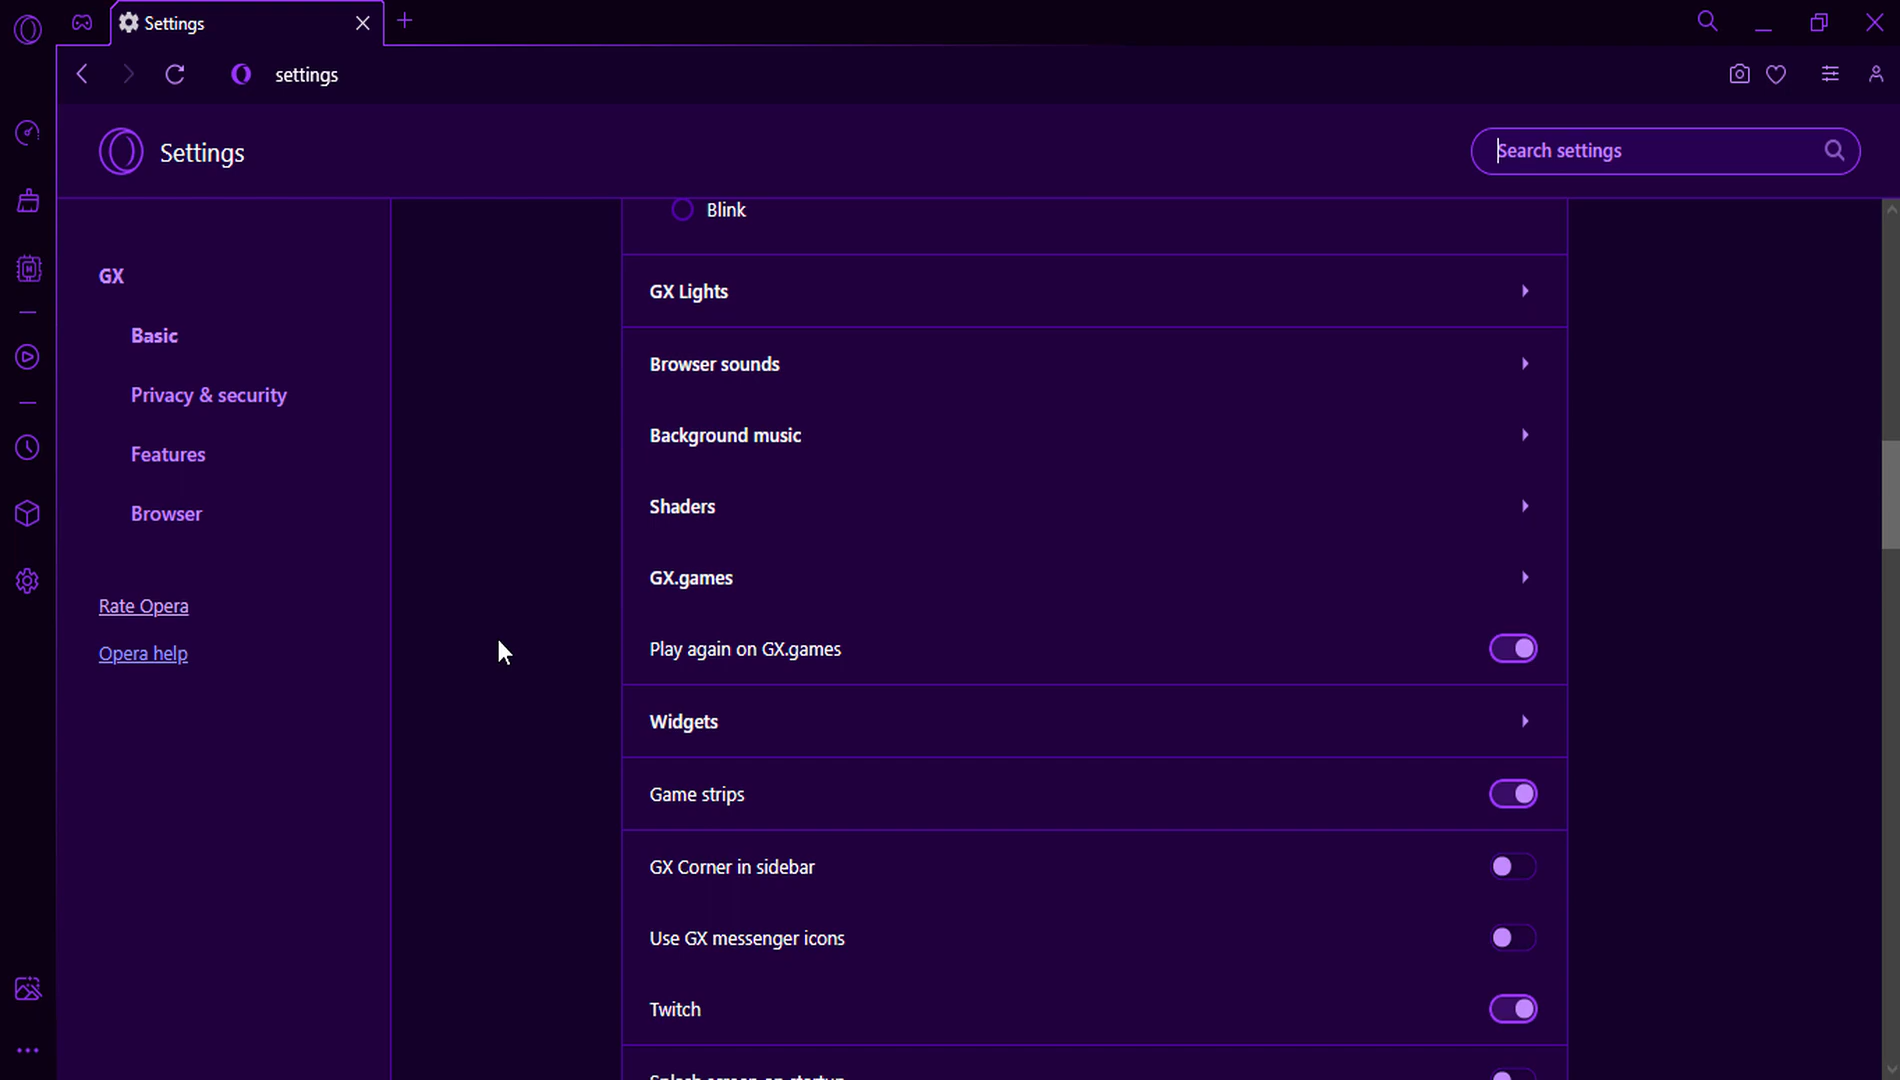 Settings
settings
Settings
Search settings
Blink
GX
GX Lights
Basic
Browser sounds
Privacy & security
Background music
Features
Shaders
Browser
GX.games
Rate Opera
Play again on GX.games
Opera help
Widgets
Game strips
GX Corner in sidebar
Use GX messenger icons
Twitch